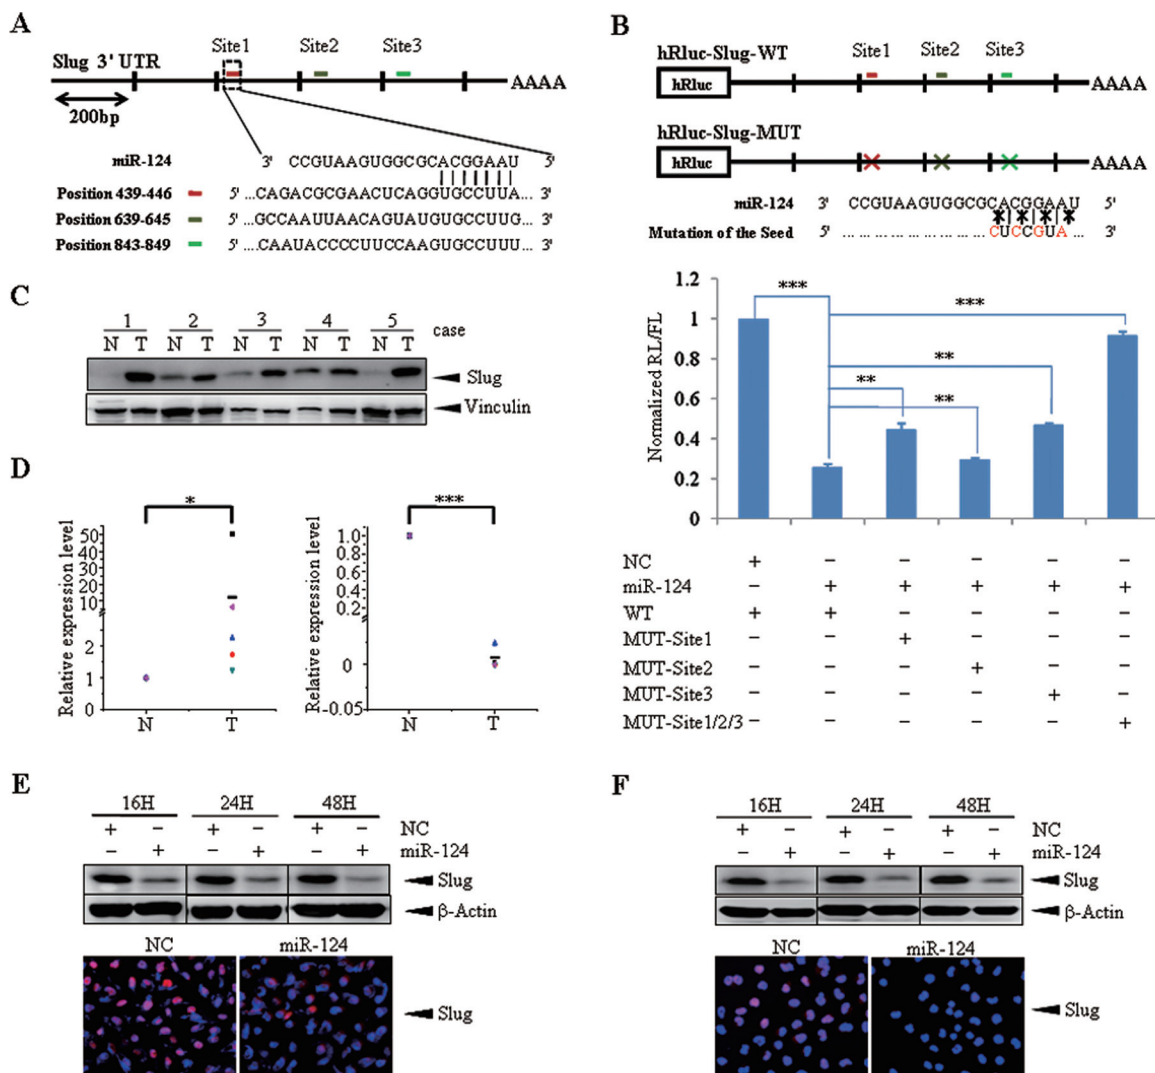 A
Site1 Site2 Site3
Slug 3' UTR
AAAA
200bp
miR-124 3' CCGUAAGUGGCGCACGGAAU 5'
Position 439-446 5' CAGACGCGAACUCAGGUGCCUUA... 3'
Position 639-645 5' GCCAAUUAACAGUAUGUGCCUUG... 3'
Position 843-849 5' CAAUACCCCUUCCAAGUGCCUUU... 3'
B
hRluc-Slug-WT
Site1 Site2 Site3
hRluc
AAAA
hRluc-Slug-MUT
hRluc
AAAA
miR-124 3' CCGUAAGUGGCGCACGGAAU 5'
Mutation of the Seed 5' ... ... ... ... ... ... CUCCGUA ... 3'
Normalized RL/FL
1.2
1
0.8
0.6
0.4
0.2
0
*** *** ** ** **
NC + − − − − −
miR-124 − + + + + +
WT + + − − − −
MUT-Site1 − − + − − −
MUT-Site2 − − − + − −
MUT-Site3 − − − − + −
MUT-Site1/2/3 − − − − − +
C
1 2 3 4 5 case
N T N T N T N T N T
Slug
Vinculin
D
Relative expression level
*
50
40
30
20
10
2
1
0
N T
Relative expression level
***
1.0
0.8
0.6
0.4
0.2
0
-0.05
N T
E
16H 24H 48H
+ − + − + − NC
− + − + − + miR-124
Slug
β-Actin
NC miR-124
Slug
F
16H 24H 48H
+ − + − + − NC
− + − + − + miR-124
Slug
β-Actin
NC miR-124
Slug